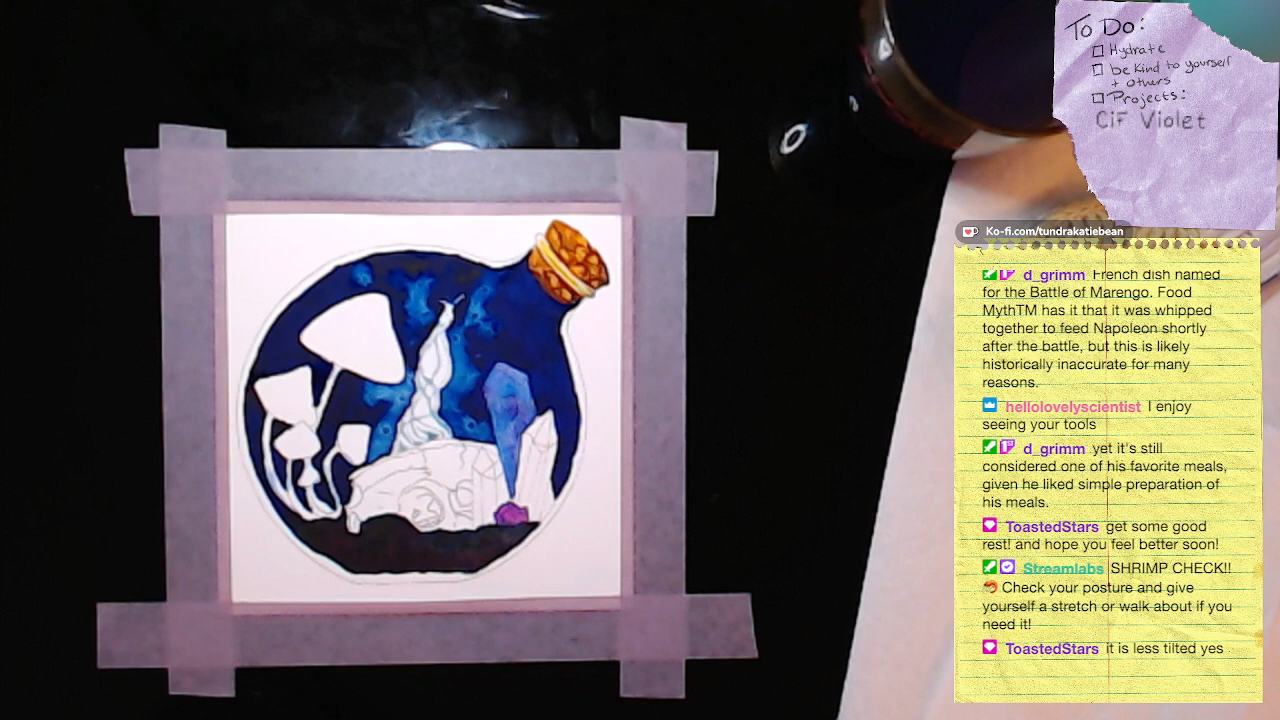 To Do:
Hydrate
be Kind to yourself
+ others
Projects:
CiF Violet
Ko-fi.com/tundrakatiebean
d_grimm French dish named
for the Battle of Marengo. Food
MythTM has it that it was whipped
together to feed Napoleon shortly
after the battle, but this is likely
historically inaccurate for many
reasons.
hellolovelyscientist I enjoy
seeing your tools
d_grimm yet it's still
considered one of his favorite meals,
given he liked simple preparation of
his meals.
ToastedStars get some good
rest! and hope you feel better soon!
Streamlabs SHRIMP CHECK!!
🦐 Check your posture and give
yourself a stretch or walk about if you
need it!
ToastedStars it is less tilted yes